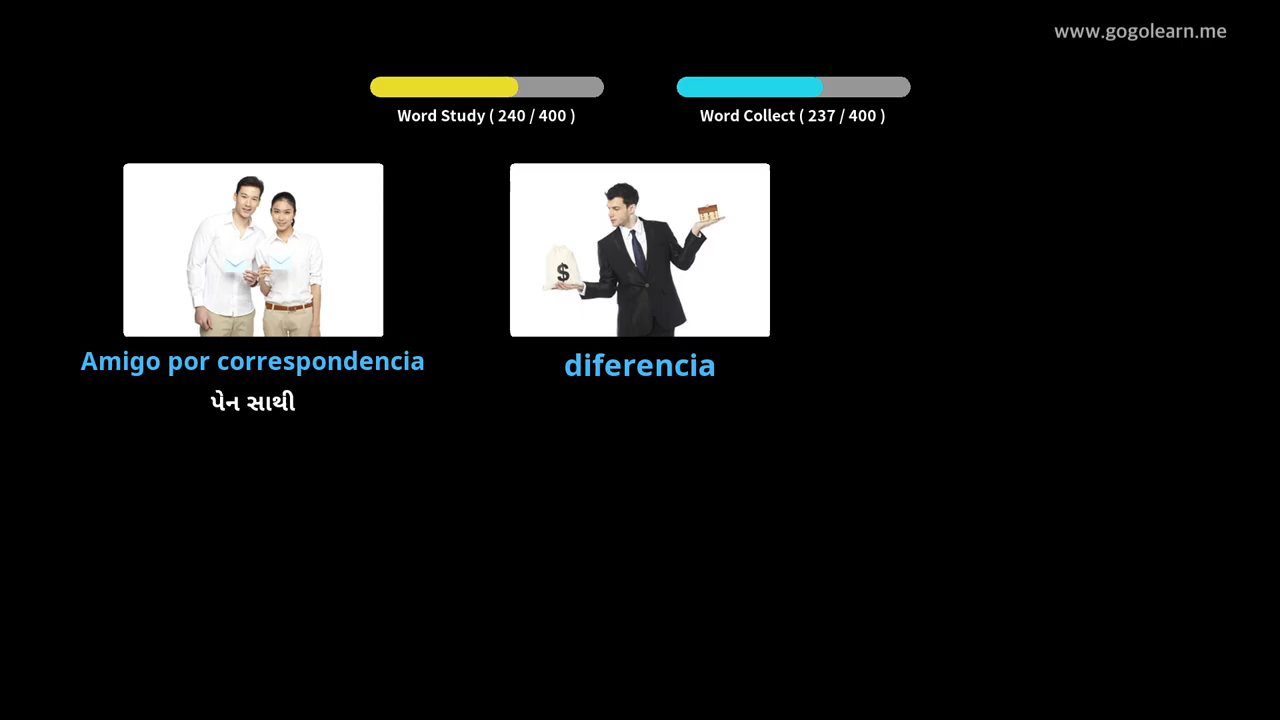 www.gogolearn.me
Word Study ( 240 / 400 )
Word Collect ( 237 / 400 )
$
Amigo por correspondencia
diferencia
પેન સાથી